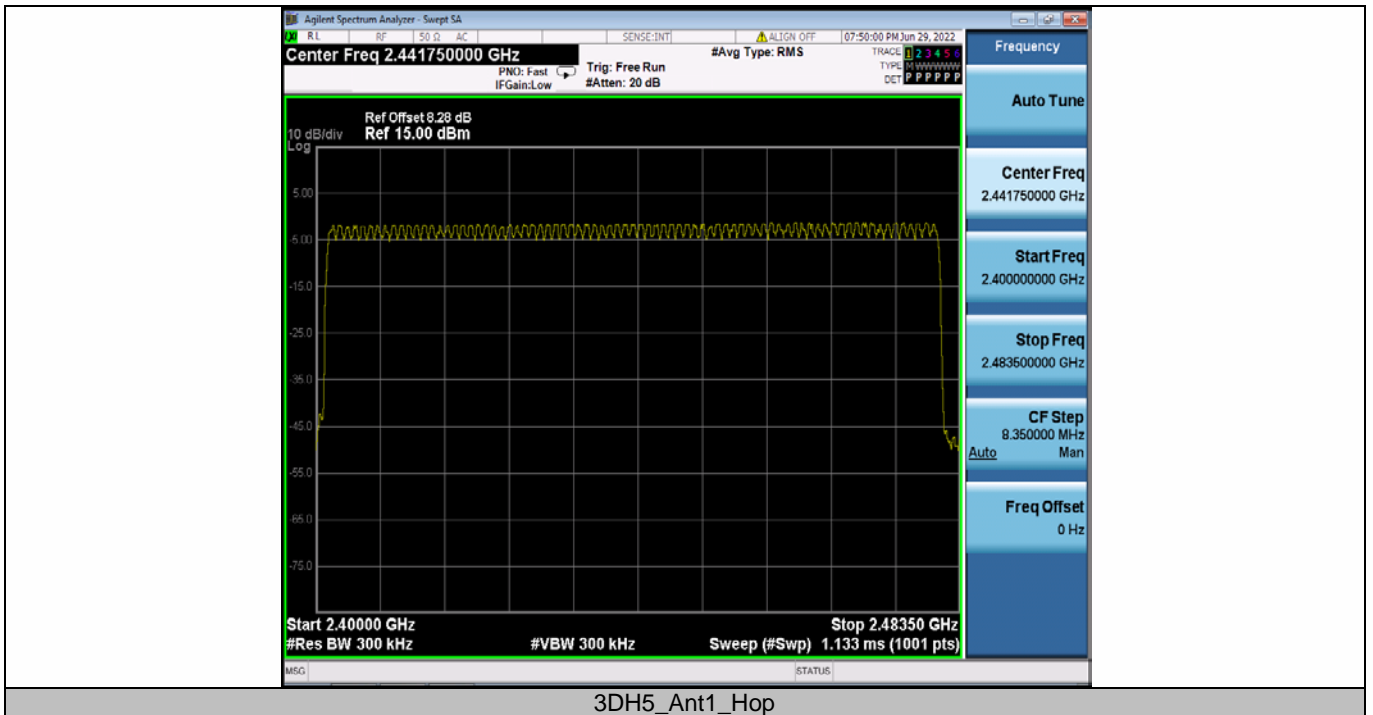 Agilent Spectrum Analyzer - Swept SA
RL RF 50 Ω AC SENSE:INT ALIGN OFF 07:50:00 PM Jun 29, 2022
Center Freq 2.441750000 GHz
#Avg Type: RMS
TRACE 1 2 3 4 5 6
PNO: Fast Trig: Free Run
TYPE M WWWWW
IFGain:Low #Atten: 20 dB
DET P P P P P P
Ref Offset 8.28 dB
10 dB/div Ref 15.00 dBm
Log
5.00
-5.00
-15.0
-25.0
-35.0
-45.0
-55.0
-65.0
-75.0
Start 2.40000 GHz Stop 2.48350 GHz
#Res BW 300 kHz #VBW 300 kHz Sweep (#Swp) 1.133 ms (1001 pts)
MSG STATUS
Frequency
Auto Tune
Center Freq
2.441750000 GHz
Start Freq
2.400000000 GHz
Stop Freq
2.483500000 GHz
CF Step
8.350000 MHz
Auto Man
Freq Offset
0 Hz
3DH5_Ant1_Hop